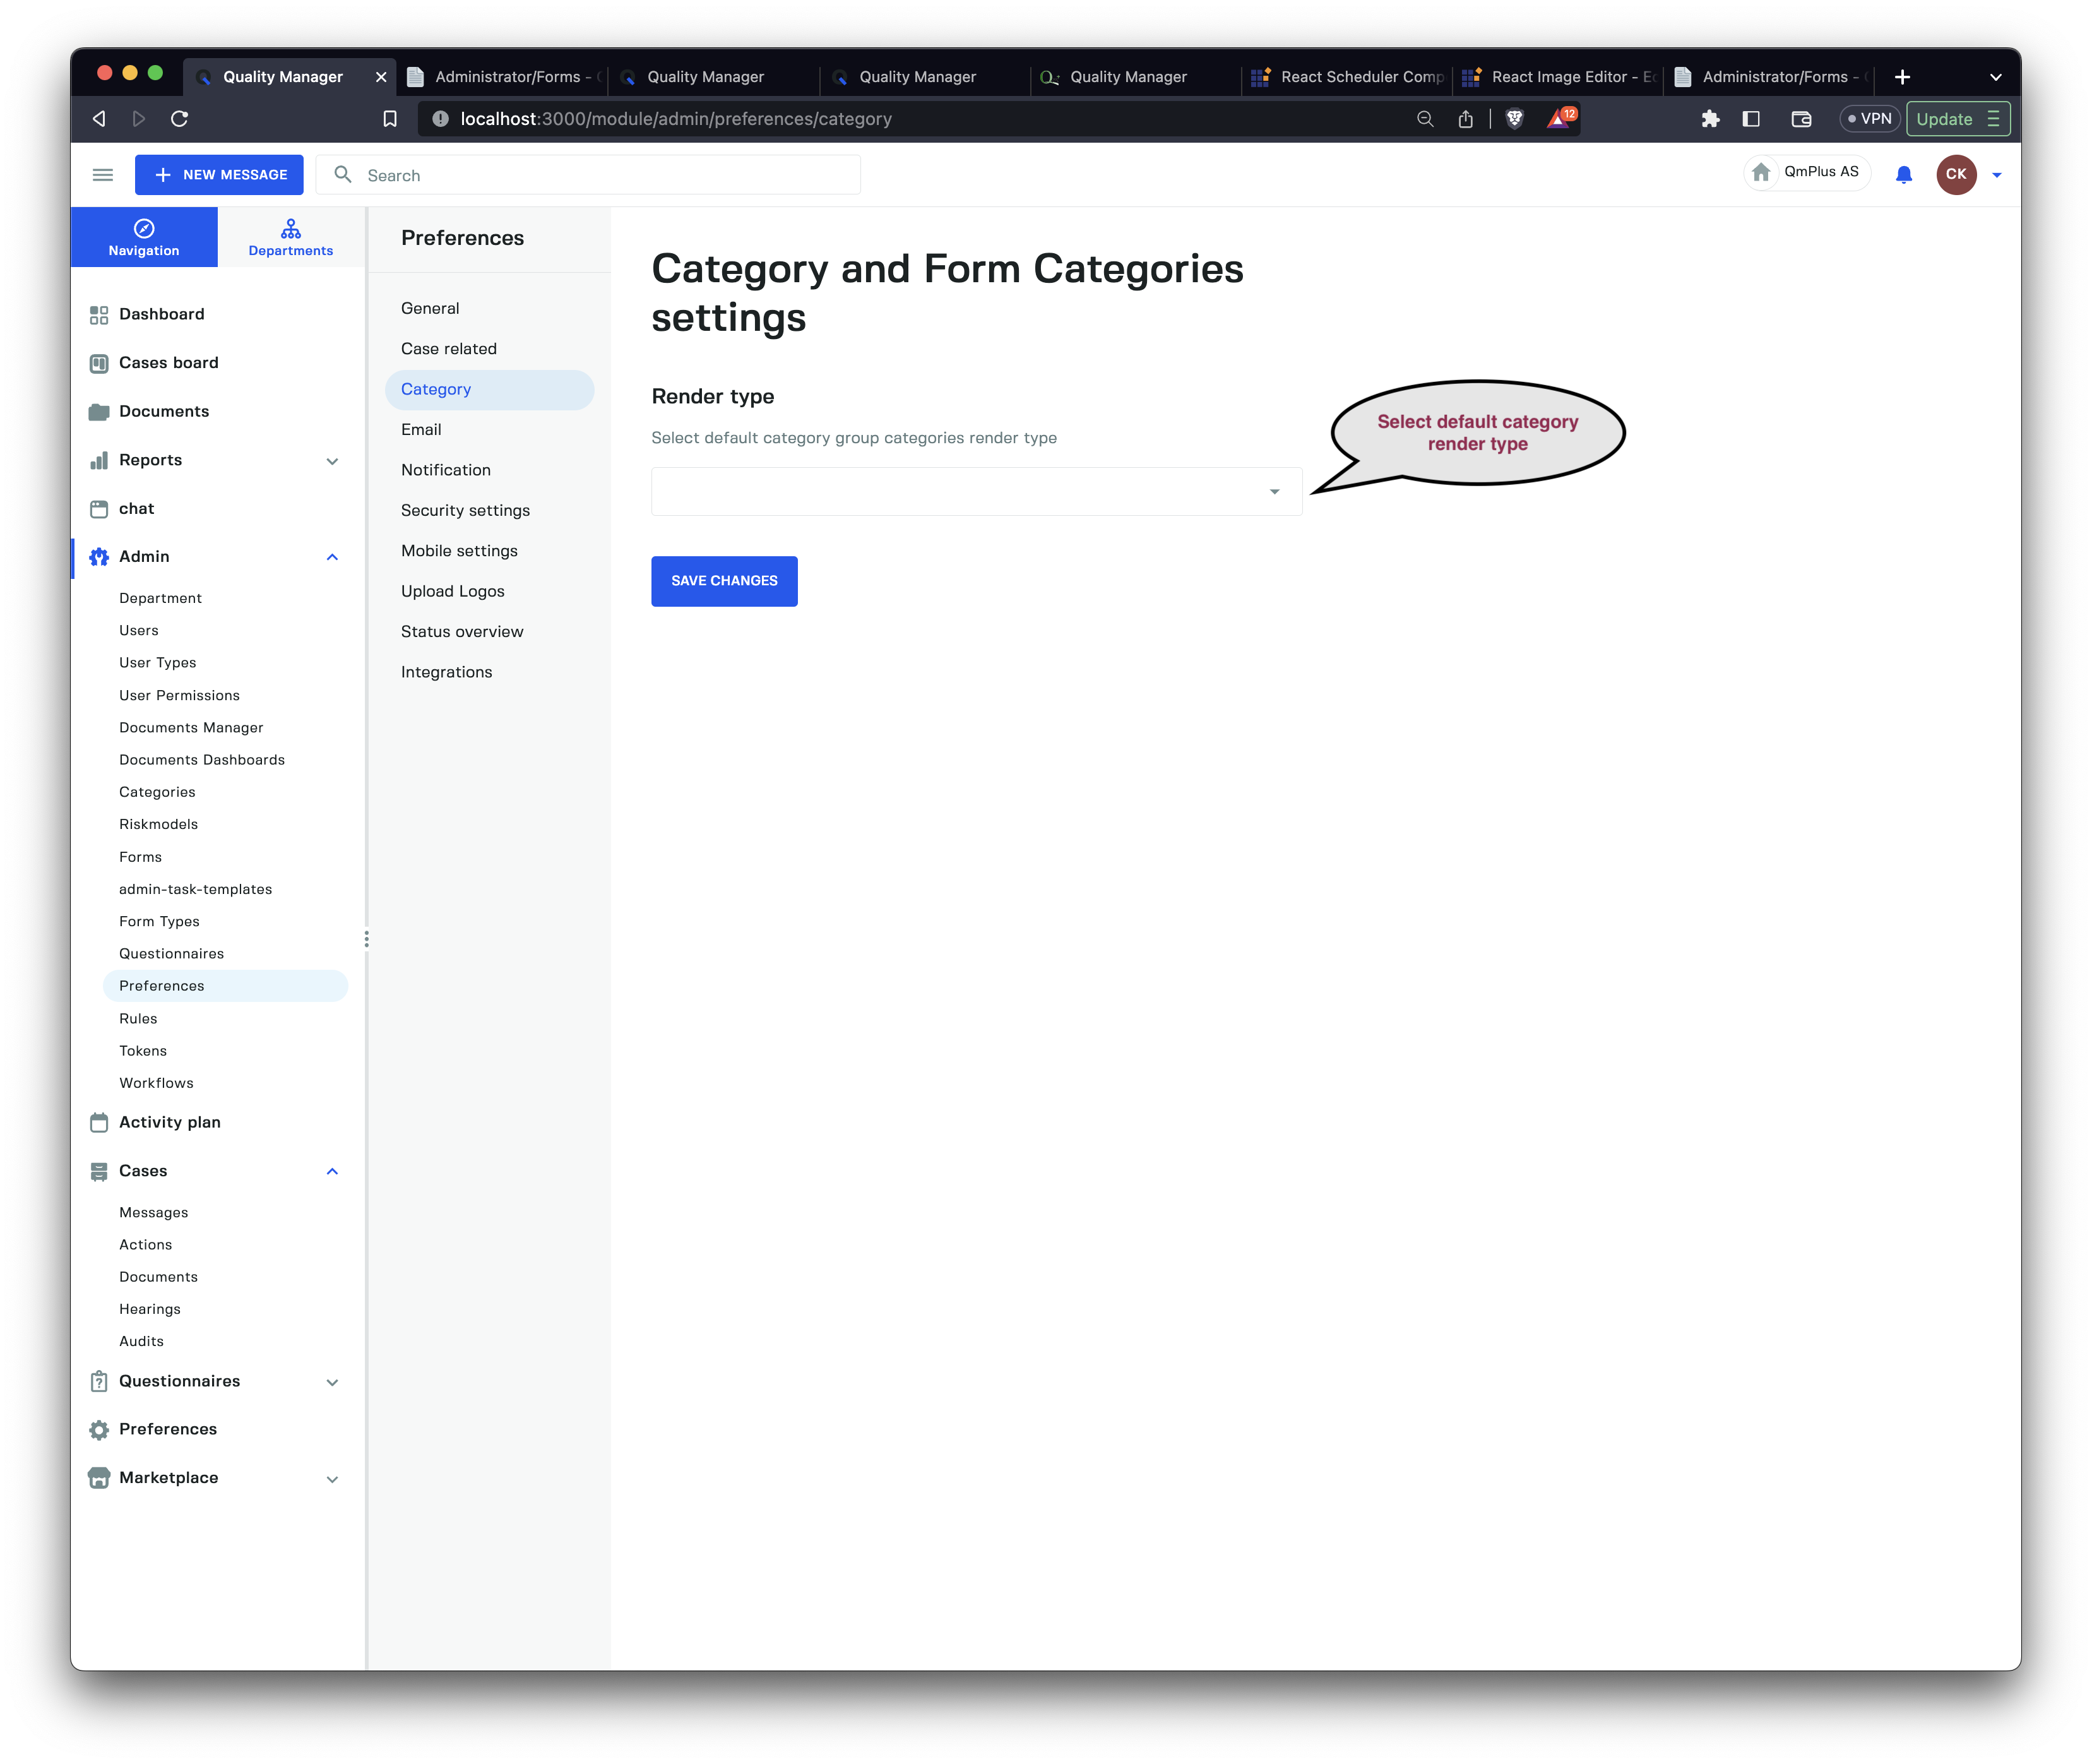 Quality Manager
Administrator/Forms -
Quality Manager
Quality Manager
Quality Manager
React Scheduler Comp
React Image Editor -
Administrator/Forms -
localhost:3000/module/admin/preferences/category
12
VPN
Update
NEW MESSAGE
Search
QmPlus AS
CK
Navigation
Departments
Dashboard
Cases board
Documents
Reports
chat
Admin
Department
Users
User Types
User Permissions
Documents Manager
Documents Dashboards
Categories
Riskmodels
Forms
admin-task-templates
Form Types
Questionnaires
Preferences
Rules
Tokens
Workflows
Activity plan
Cases
Messages
Actions
Documents
Hearings
Audits
Questionnaires
Preferences
Marketplace
Preferences
General
Case related
Category
Email
Notification
Security settings
Mobile settings
Upload Logos
Status overview
Integrations
Category and Form Categories
settings
Render type
Select default category group categories render type
SAVE CHANGES
Select default category
render type